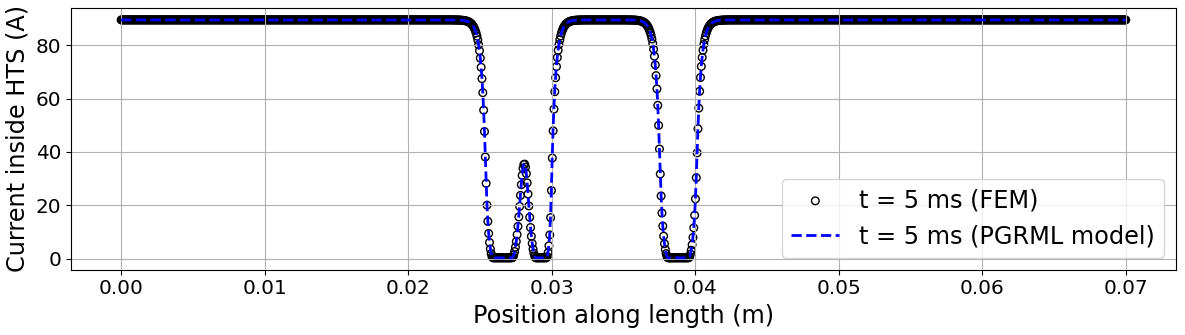 Current inside HTS (A)
80
60
40
20
0
0.00 0.01 0.02 0.03 0.04 0.05 0.06 0.07
Position along length (m)
t = 5 ms (FEM)
t = 5 ms (PGRML model)